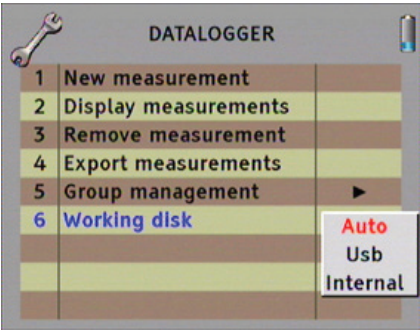 DATALOGGER
1 New measurement
2 Display measurements
3 Remove measurement
4 Export measurements
5 Group management ►
6 Working disk
Auto
Usb
Internal